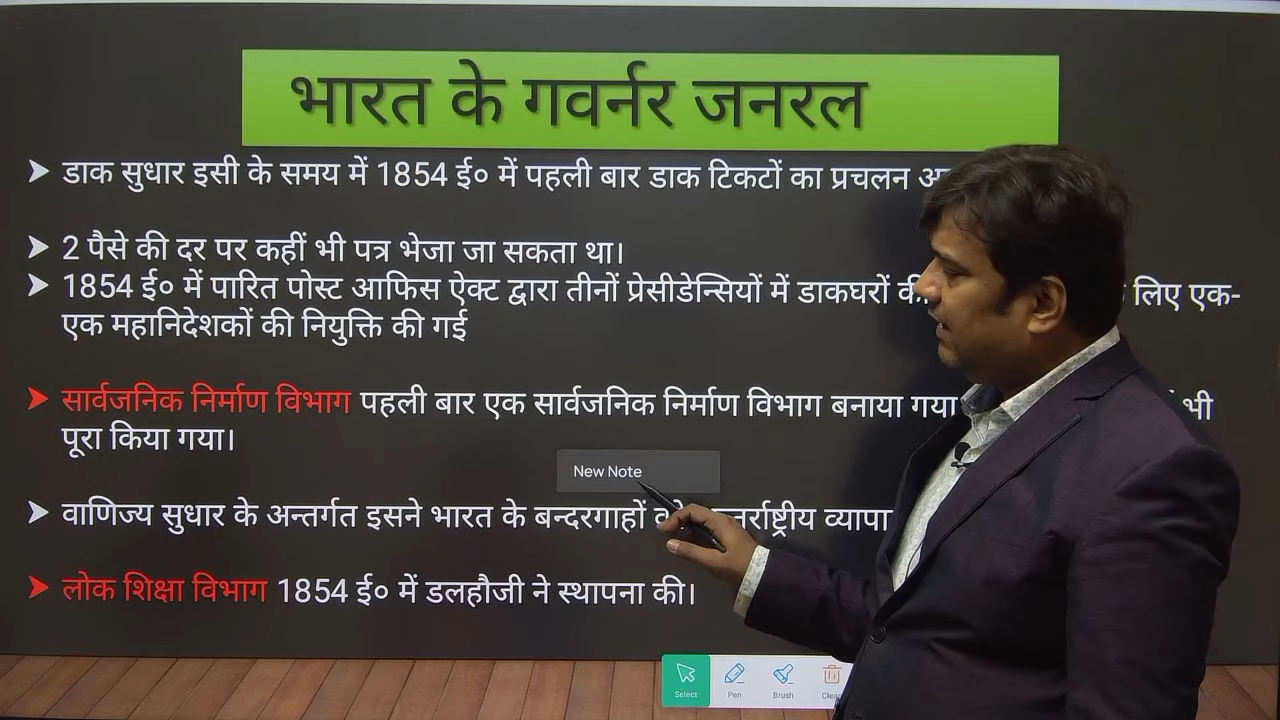 भारत के गवर्नर जनरल
डाक सुधार इसी के समय में 1854 ई० में पहली बार डाक टिकटों का प्रचलन
2 पैसे की दर पर कहीं भी पत्र भेजा जा सकता था।
1854 ई० में पारित पोस्ट आफिस ऐक्ट द्वारा तीनों प्रेसीडेन्सियों में डाकघरों लिए एक-
एक महानिदेशकों की नियुक्ति की गई
सार्वजनिक निर्माण विभाग पहली बार एक सार्वजनिक निर्माण विभाग बनाया गया भी
पूरा किया गया।
New Note
वाणिज्य सुधार के अन्तर्गत इसने भारत के बन्दरगाहों
लोक शिक्षा विभाग 1854 ई० में डलहौजी ने स्थापना की।
Select Pen Brush